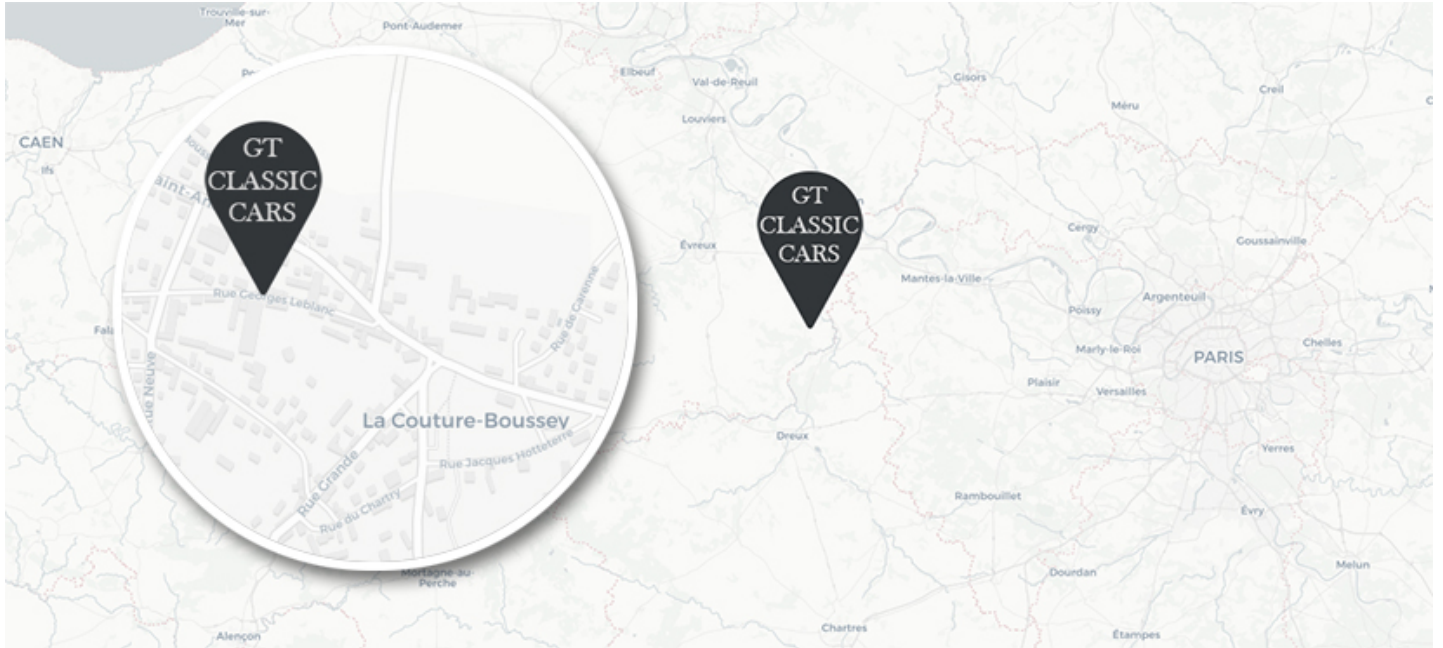 Trouville-sur-
Mer
Pont-Audemer
Elbeuf
Val-de-Reuil
Gisors
Creil
Méru
Louviers
CAEN
Ifs
GT
CLASSIC
CARS
Rue Georges Leblanc
Rue de Garenne
La Couture-Boussey
Rue Jacques Hotteterre
Rue Grande
Rue du Chartry
GT
CLASSIC
CARS
Évreux
Cergy
Goussainville
Mantes-la-Ville
Argenteuil
Poissy
Marly-le-Roi
PARIS
Chelles
Plaisir
Versailles
Dreux
Yerres
Rambouillet
Évry
Mortagne-au-
Perche
Dourdan
Melun
Alençon
Chartres
Étampes